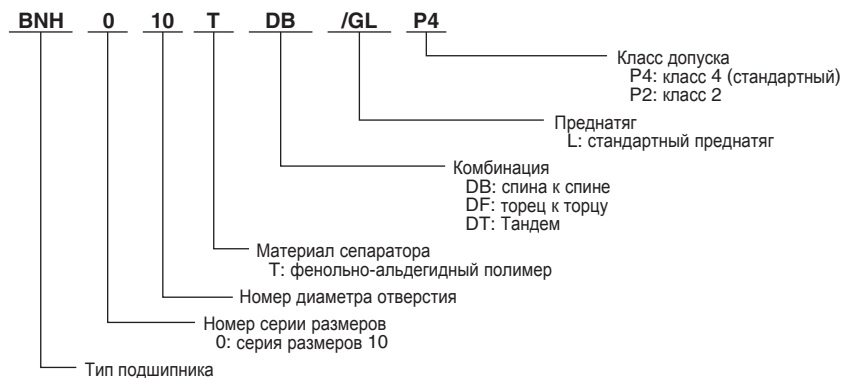 BNH 0 10 T DB /GL P4
Класс допуска
P4: класс 4 (стандартный)
P2: класс 2
Преднатяг
L: стандартный преднатяг
Комбинация
DB: спина к спине
DF: торец к торцу
DT: Тандем
Материал сепаратора
T: фенольно-альдегидный полимер
Номер диаметра отверстия
Номер серии размеров
0: серия размеров 10
Тип подшипника